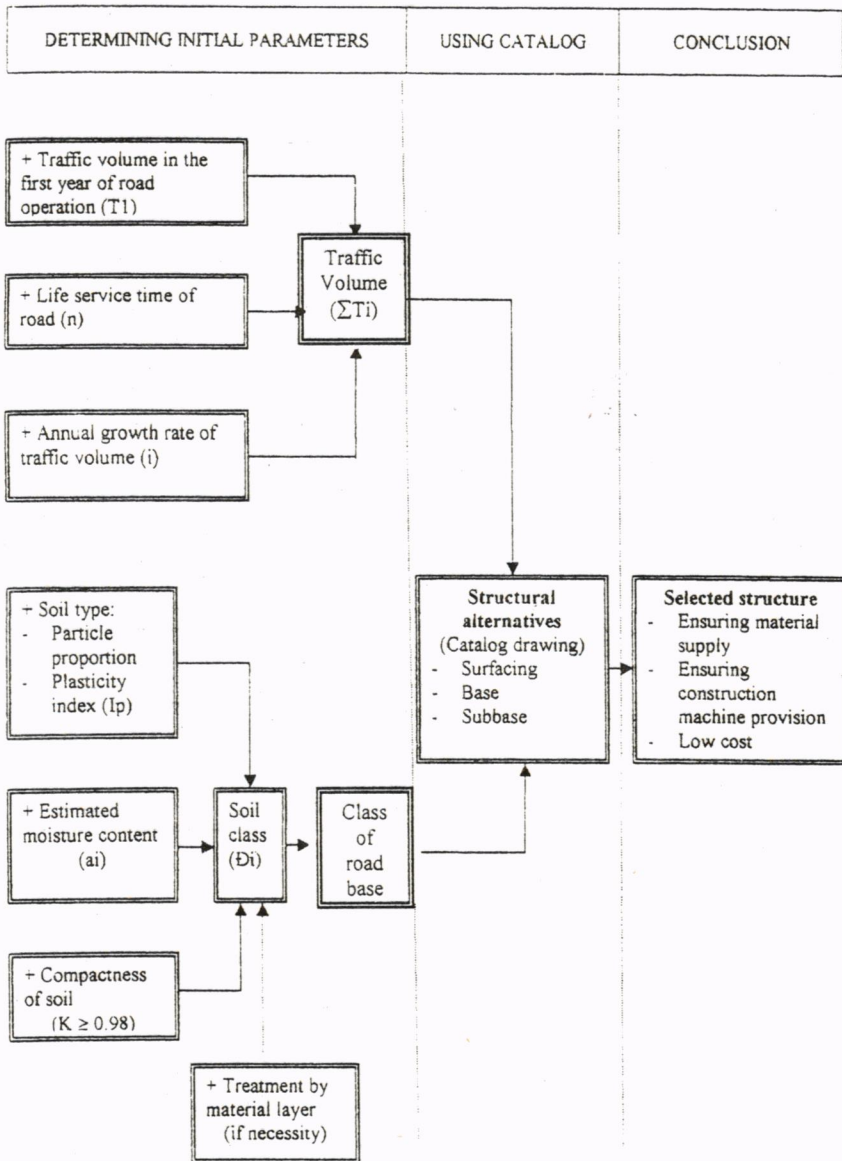 DETERMINING INITIAL PARAMETERS
USING CATALOG
CONCLUSION
+ Traffic volume in the
first year of road
operation (T1)
Traffic
Volume
(∑Ti)
+ Life service time of
road (n)
+ Annual growth rate of
traffic volume (i)
+ Soil type:
- Particle
proportion
- Plasticity
index (Ip)
Structural
alternatives
(Catalog drawing)
- Surfacing
- Base
- Subbase
Selected structure
- Ensuring material
supply
- Ensuring
construction
machine provision
- Low cost
+ Estimated
moisture content
(ai)
Soil
class
(Đi)
Class
of
road
base
+ Compactness
of soil
(K ≥ 0.98)
+ Treatment by
material layer
(if necessity)